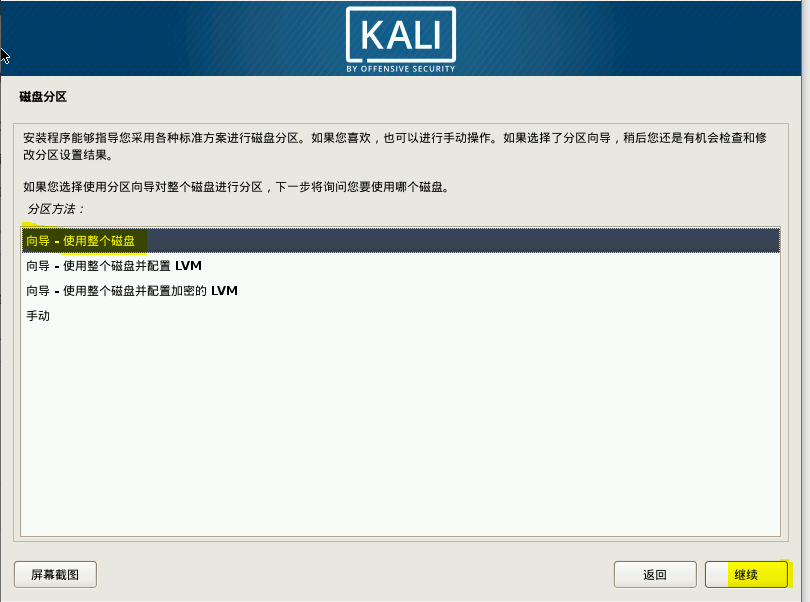 KALI
BY OFFENSIVE SECURITY
磁盘分区
安装程序能够指导您采用各种标准方案进行磁盘分区。如果您喜欢，也可以进行手动操作。如果选择了分区向导，稍后您还是有机会检查和修
改分区设置结果。
如果您选择使用分区向导对整个磁盘进行分区，下一步将询问您要使用哪个磁盘。
分区方法：
向导 - 使用整个磁盘
向导 - 使用整个磁盘并配置 LVM
向导 - 使用整个磁盘并配置加密的 LVM
手动
屏幕截图
返回
继续